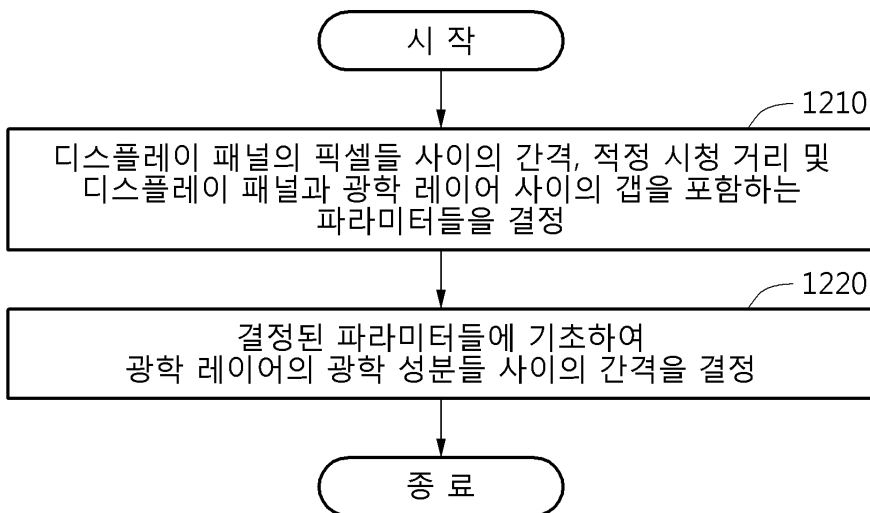 시 작
1210
디스플레이 패널의 픽셀들 사이의 간격, 적정 시청 거리 및
디스플레이 패널과 광학 레이어 사이의 갭을 포함하는
파라미터들을 결정
1220
결정된 파라미터들에 기초하여
광학 레이어의 광학 성분들 사이의 간격을 결정
종 료